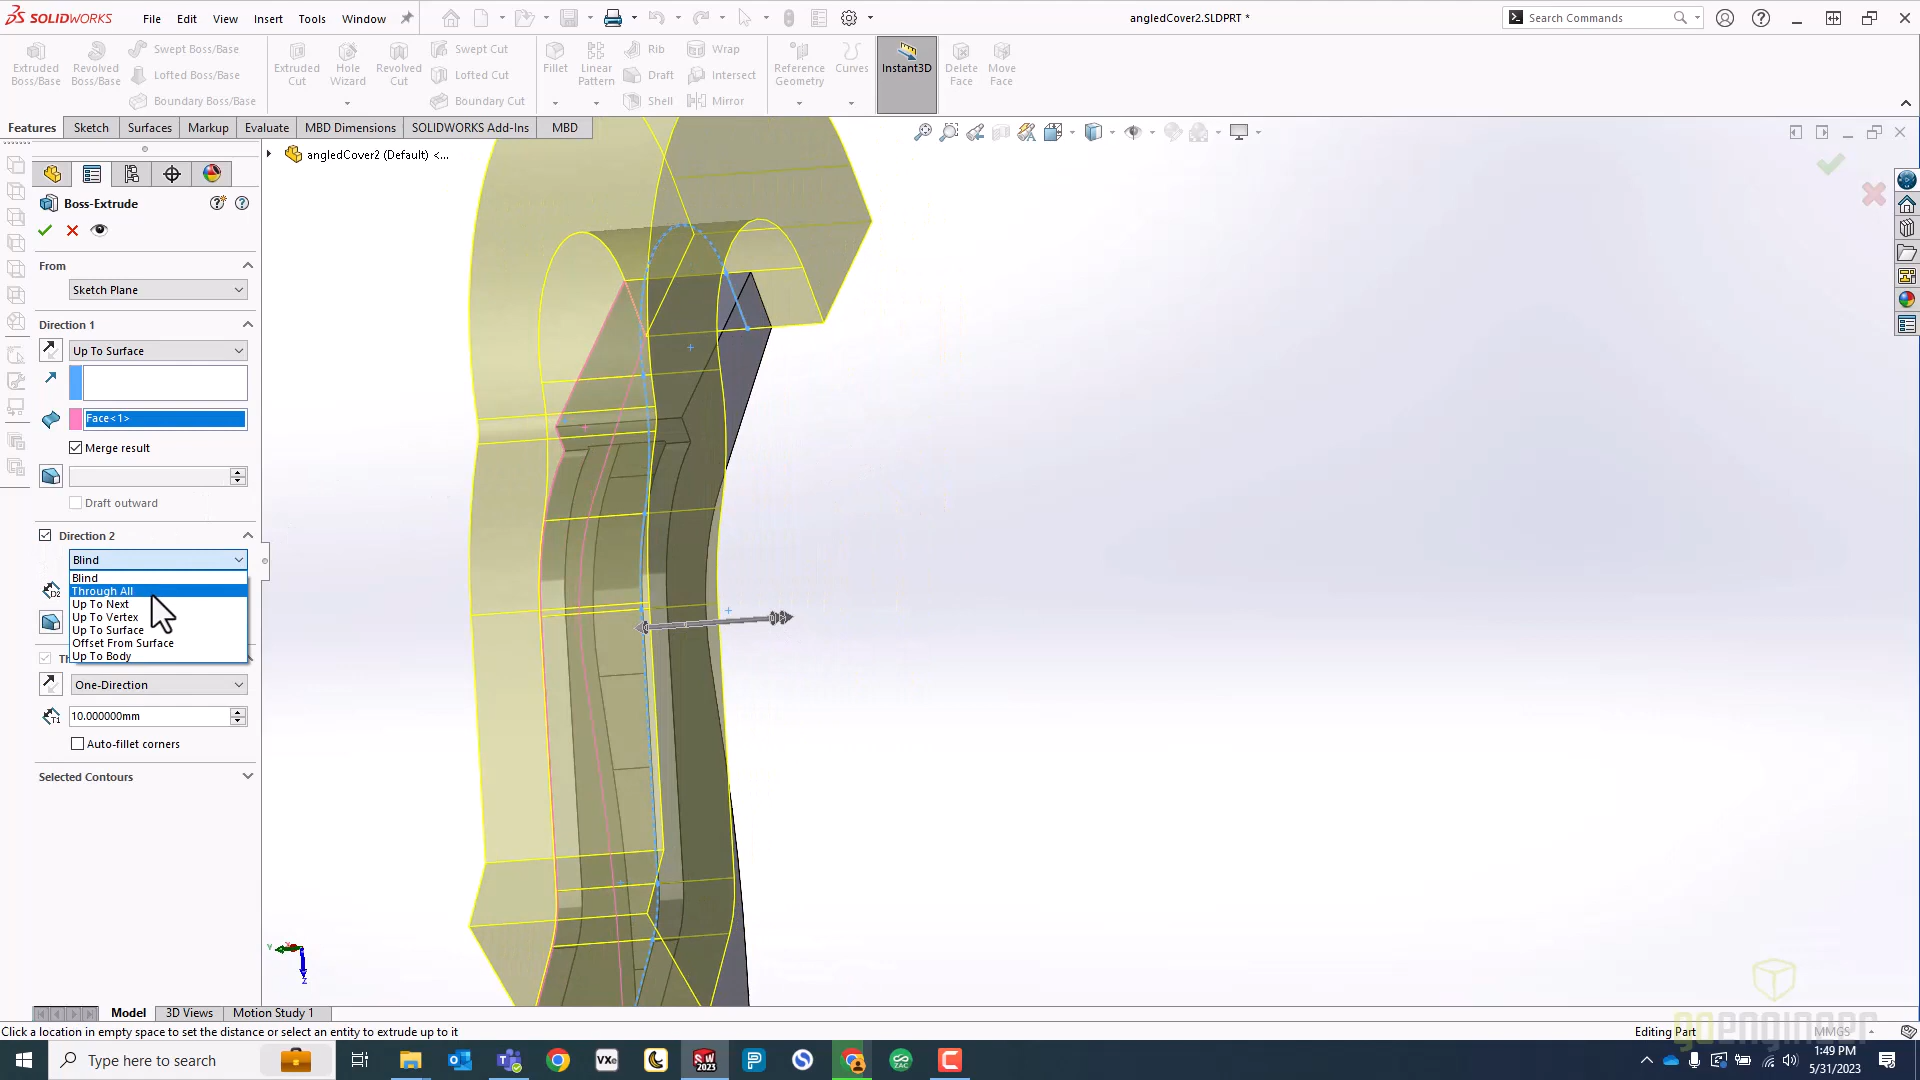 SOLIDWORKS File Edit View Insert Tools Window angledCover2.SLDPRT * Search Commands
Extruded Boss/Base Revolved Boss/Base Swept Boss/Base Lofted Boss/Base Boundary Boss/Base
Extruded Cut Hole Wizard Revolved Cut Swept Cut Lofted Cut Boundary Cut
Fillet Linear Pattern Rib Draft Shell Wrap Intersect Mirror
Reference Geometry Curves Instant3D Delete Face Move Face
Features Sketch Surfaces Markup Evaluate MBD Dimensions SOLIDWORKS Add-Ins MBD
angledCover2 (Default) <...
Boss-Extrude
From
Sketch Plane
Direction 1
Up To Surface
Face<1>
Merge result
Draft outward
Direction 2
Blind
Blind
Through All
Up To Next
Up To Vertex
Up To Surface
Offset From Surface
Up To Body
One-Direction
10.000000mm
Auto-fillet corners
Selected Contours
Y
Z
Model 3D Views Motion Study 1
Click a location in empty space to set the distance or select an entity to extrude up to it
Editing Part
MMGS
goengineer
Type here to search
VXe
SW 2023
ZAC
1:49 PM
5/31/2023